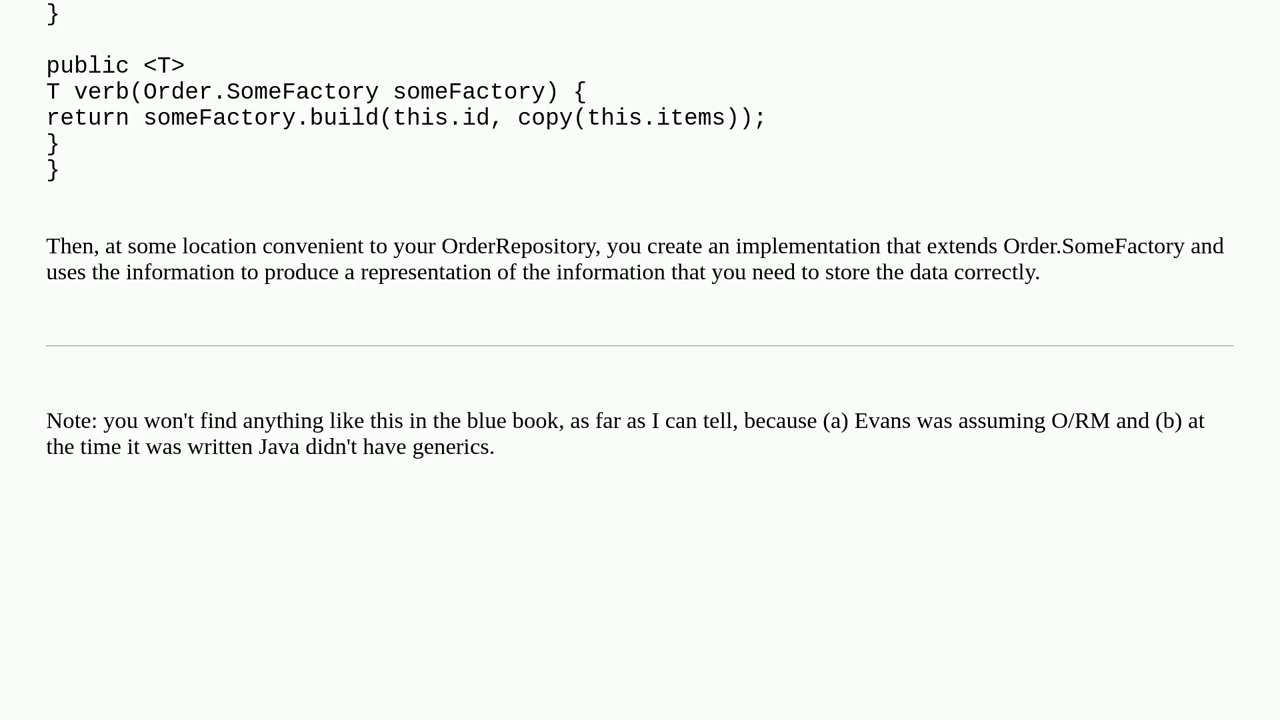 }
public <T>
T verb(Order.SomeFactory someFactory) {
return someFactory.build(this.id, copy(this.items));
}
}
Then, at some location convenient to your OrderRepository, you create an implementation that extends Order.SomeFactory and
uses the information to produce a representation of the information that you need to store the data correctly.
Note: you won't find anything like this in the blue book, as far as I can tell, because (a) Evans was assuming O/RM and (b) at
the time it was written Java didn't have generics.